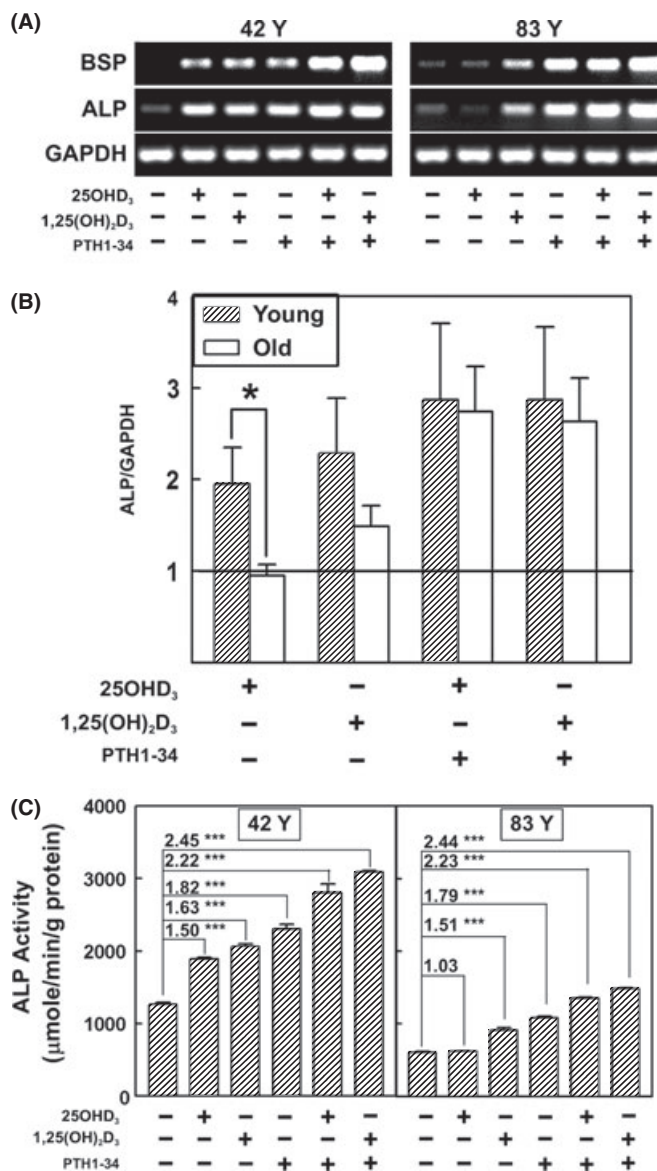 (A)
42 Y 83 Y
BSP
ALP
GAPDH
25OHD₃ – + – – + – – + – – + –
1,25(OH)₂D₃ – – + – – + – – + – – +
PTH1-34 – – – + + + – – – + + +
(B)
4
3
2
1
0
ALP/GAPDH
Young
Old
*
25OHD₃ + – + –
1,25(OH)₂D₃ – + – +
PTH1-34 – – + +
(C)
4000
3000
2000
1000
0
ALP Activity
(μmole/min/g protein)
42 Y
2.45 ***
2.22 ***
1.82 ***
1.63 ***
1.50 ***
83 Y
2.44 ***
2.23 ***
1.79 ***
1.51 ***
1.03
25OHD₃ – + – – + – – + – – + –
1,25(OH)₂D₃ – – + – – + – – + – – +
PTH1-34 – – – + + + – – – + + +